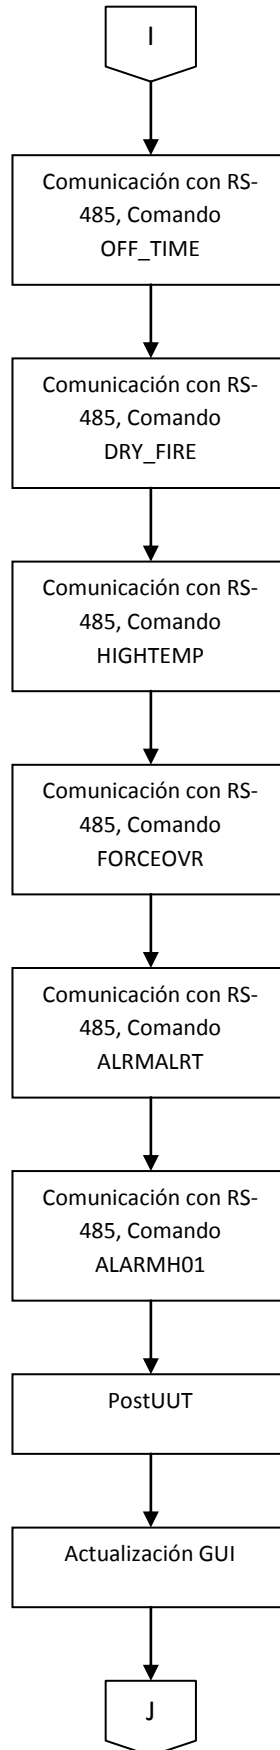 I
Comunicación con RS-
485, Comando
OFF_TIME
Comunicación con RS-
485, Comando
DRY_FIRE
Comunicación con RS-
485, Comando
HIGHTEMP
Comunicación con RS-
485, Comando
FORCEOVR
Comunicación con RS-
485, Comando
ALRMALRT
Comunicación con RS-
485, Comando
ALARMH01
PostUUT
Actualización GUI
J